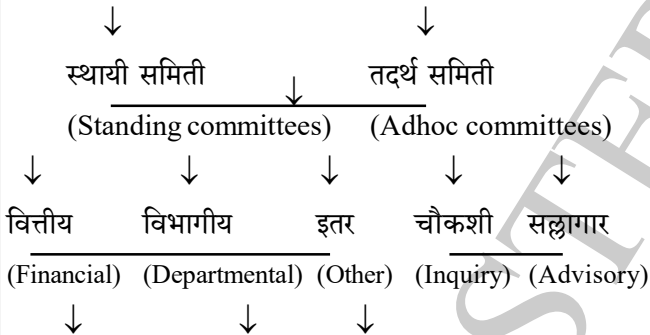 स्थायी समिती तदर्थ समिती
(Standing committees) (Adhoc committees)
वित्तीय विभागीय इतर चौकशी सल्लागार
(Financial) (Departmental) (Other) (Inquiry) (Advisory)